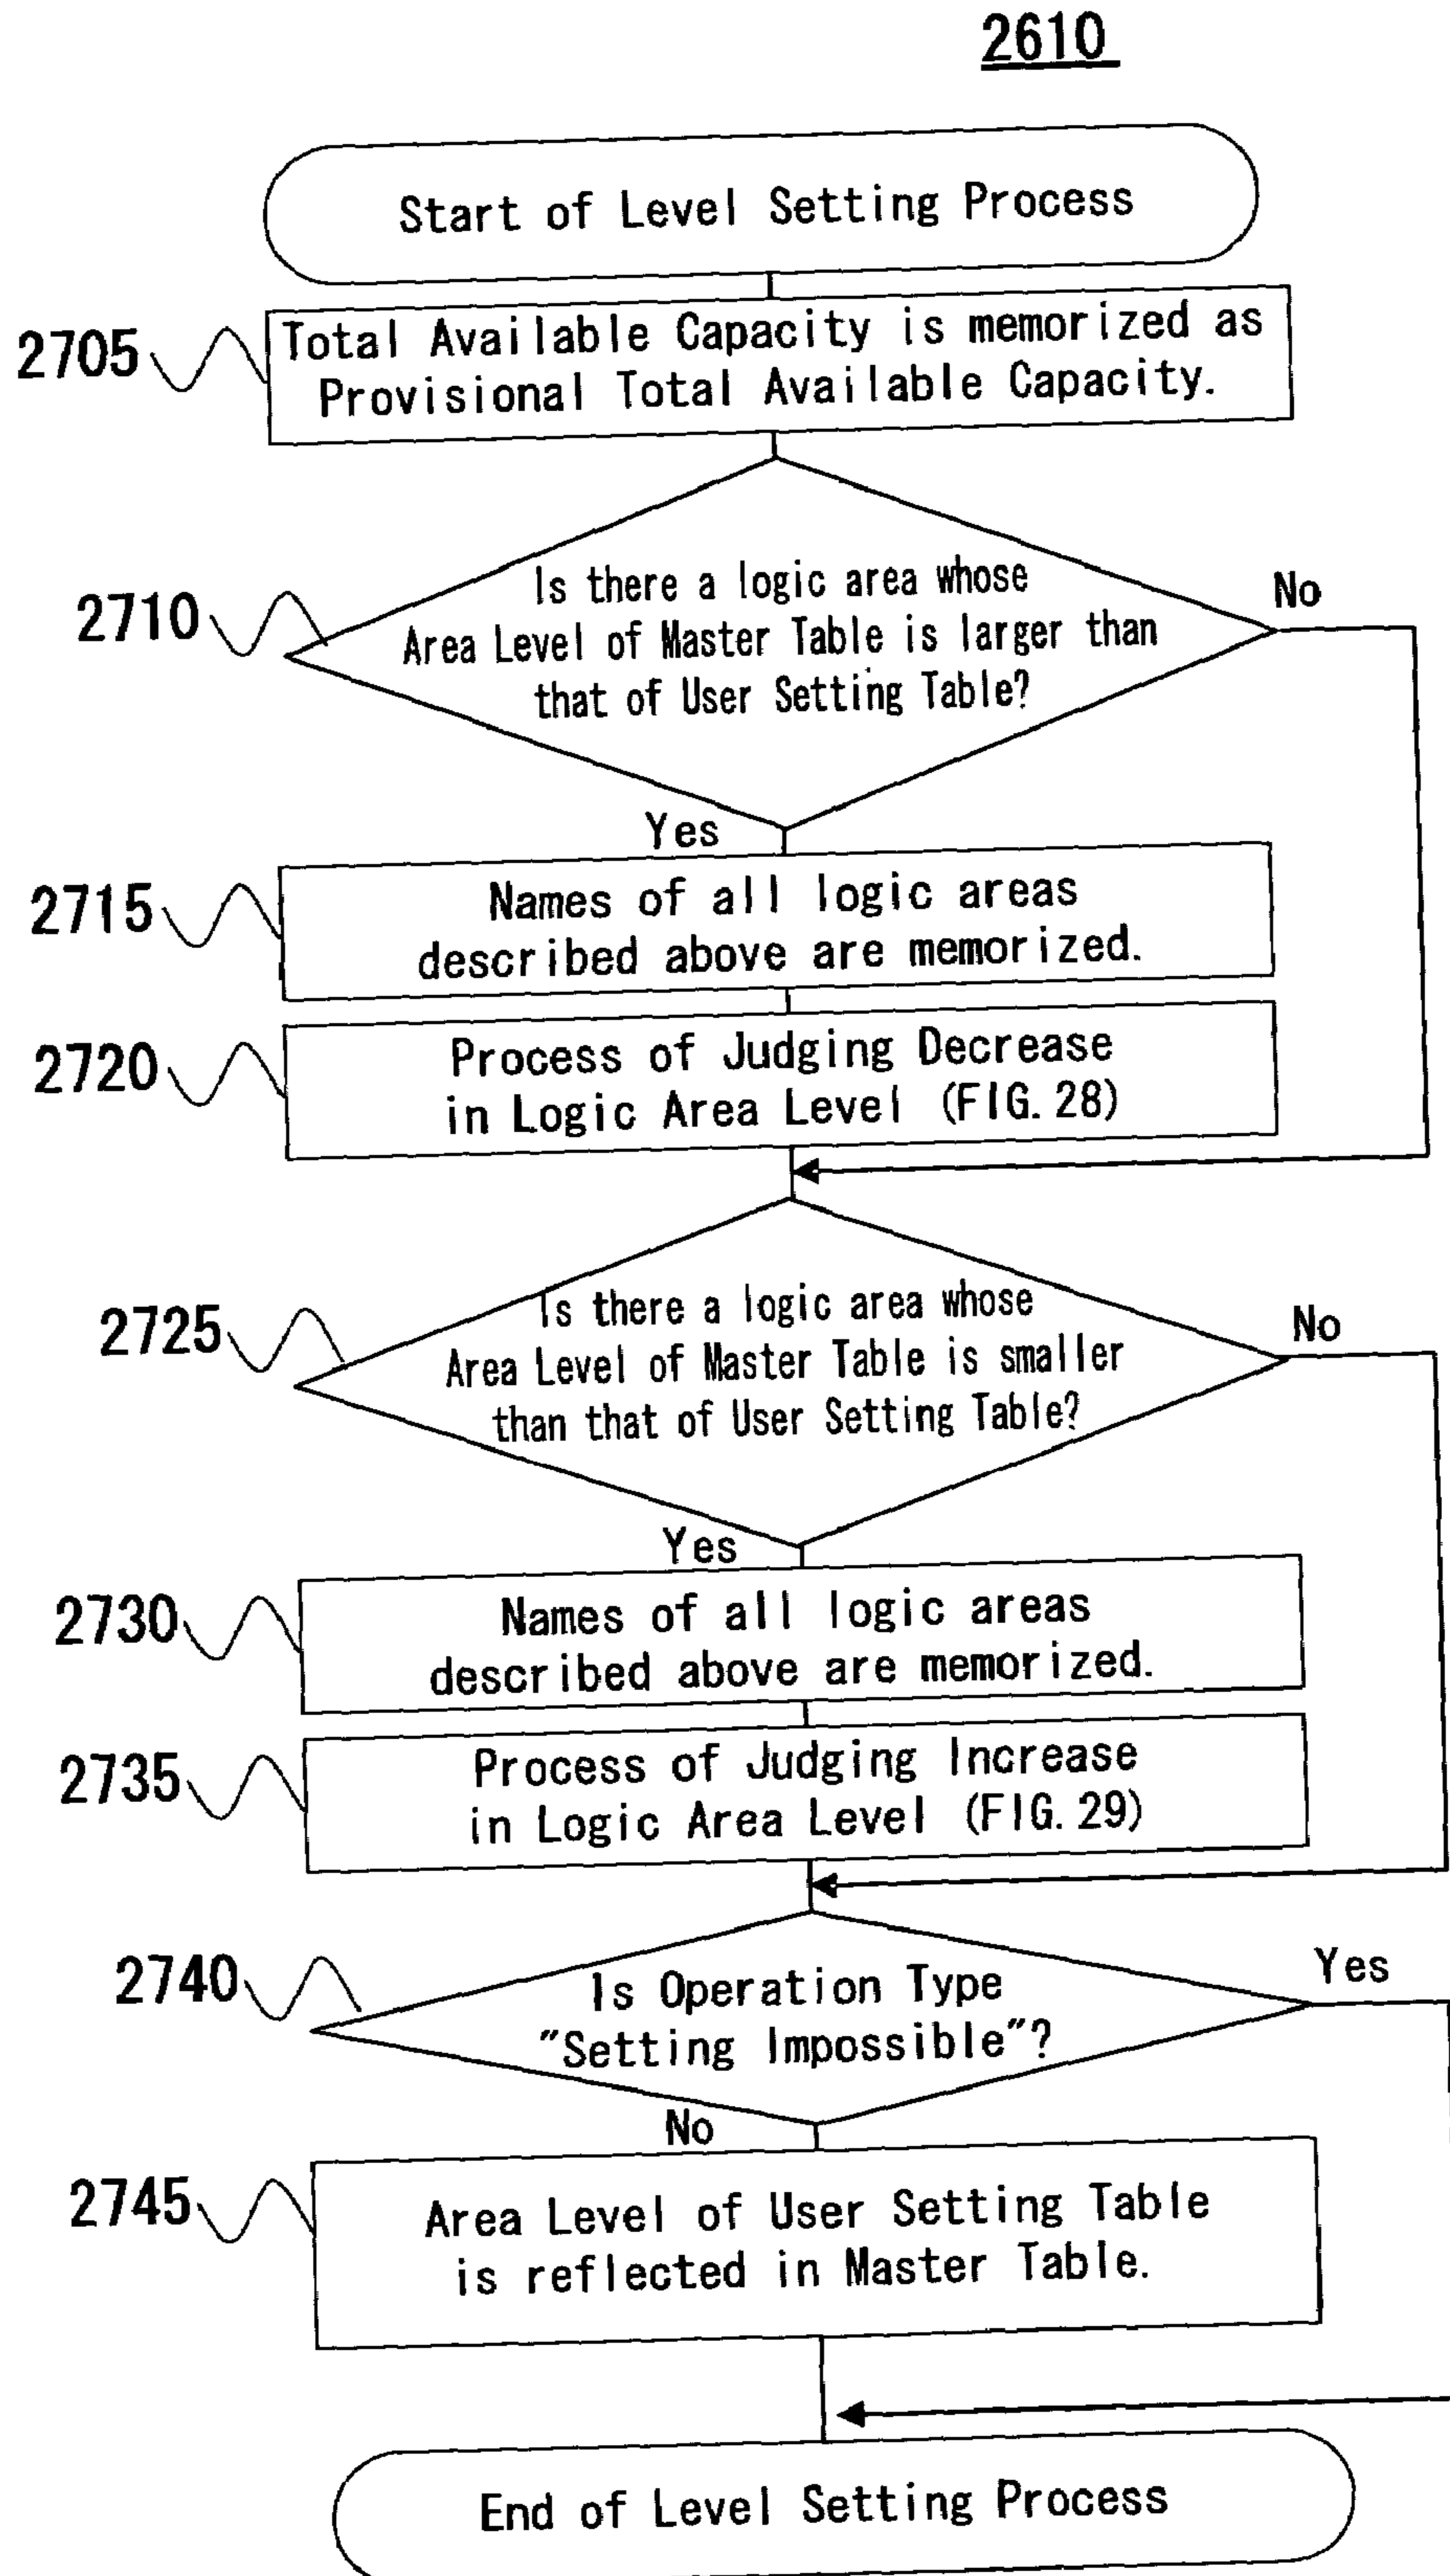 2610
Start of Level Setting Process
2705
Total Available Capacity is memorized as
Provisional Total Available Capacity.
2710
Is there a logic area whose
Area Level of Master Table is larger than
that of User Setting Table?
No
Yes
2715
Names of all logic areas
described above are memorized.
2720
Process of Judging Decrease
in Logic Area Level (FIG. 28)
2725
Is there a logic area whose
Area Level of Master Table is smaller
than that of User Setting Table?
No
Yes
2730
Names of all logic areas
described above are memorized.
2735
Process of Judging Increase
in Logic Area Level (FIG. 29)
2740
Is Operation Type
"Setting Impossible"?
Yes
No
2745
Area Level of User Setting Table
is reflected in Master Table.
End of Level Setting Process